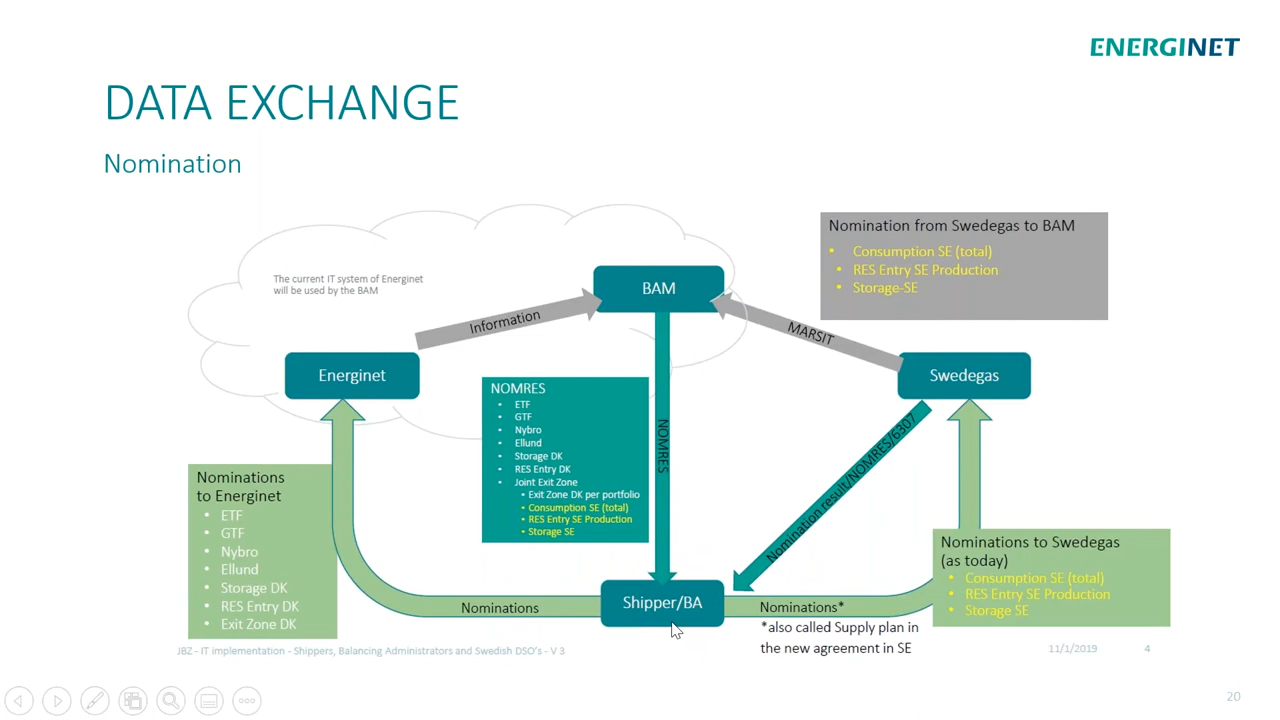 ENERGINET
DATA EXCHANGE
Nomination
The current IT system of Energinet
will be used by the BAM
BAM
Nomination from Swedegas to BAM
• Consumption SE (total)
• RES Entry SE Production
• Storage-SE
Information
MARSIT
Energinet
Swedegas
NOMRES
• ETF
• GTF
• Nybro
• Ellund
• Storage DK
• RES Entry DK
• Joint Exit Zone
• Exit Zone DK per portfolio
• Consumption SE (total)
• RES Entry SE Production
• Storage SE
NOMRES
Nomination result/NOMRES/6307
Nominations
to Energinet
• ETF
• GTF
• Nybro
• Ellund
• Storage DK
• RES Entry DK
• Exit Zone DK
Nominations to Swedegas
(as today)
• Consumption SE (total)
• RES Entry SE Production
• Storage SE
Nominations
Shipper/BA
Nominations*
*also called Supply plan in
the new agreement in SE
JBZ - IT implementation - Shippers, Balancing Administrators and Swedish DSO's - V 3
11/1/2019
4
20